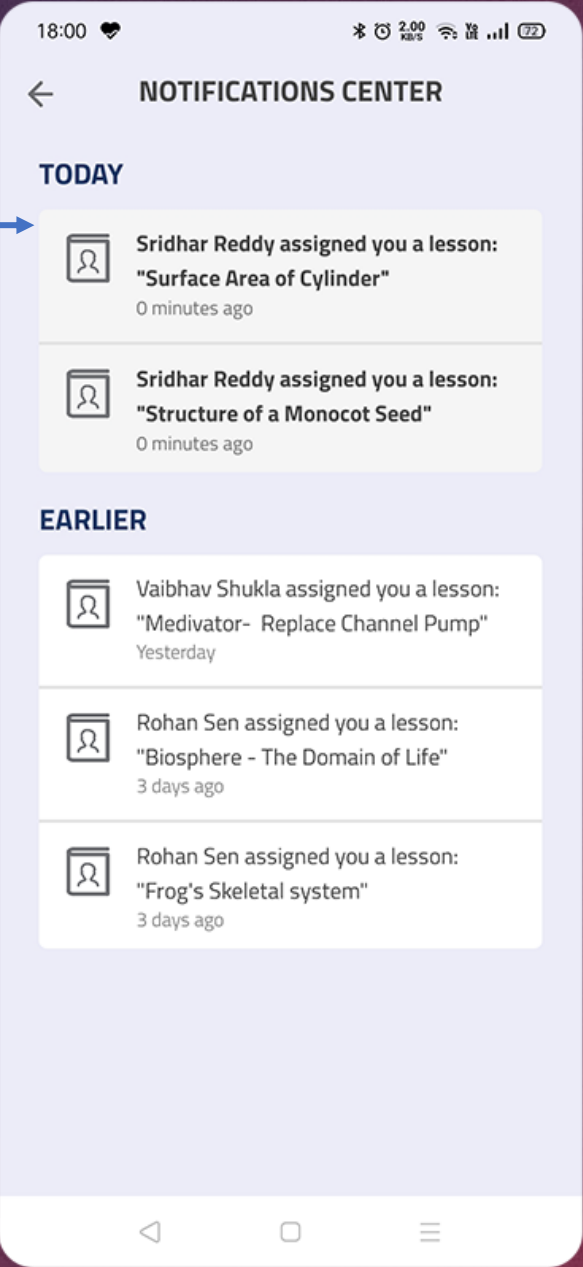 18:00 2.00 KB/S Vo LTE 72
NOTIFICATIONS CENTER
TODAY
Sridhar Reddy assigned you a lesson:
"Surface Area of Cylinder"
0 minutes ago
Sridhar Reddy assigned you a lesson:
"Structure of a Monocot Seed"
0 minutes ago
EARLIER
Vaibhav Shukla assigned you a lesson:
"Medivator-  Replace Channel Pump"
Yesterday
Rohan Sen assigned you a lesson:
"Biosphere - The Domain of Life"
3 days ago
Rohan Sen assigned you a lesson:
"Frog's Skeletal system"
3 days ago